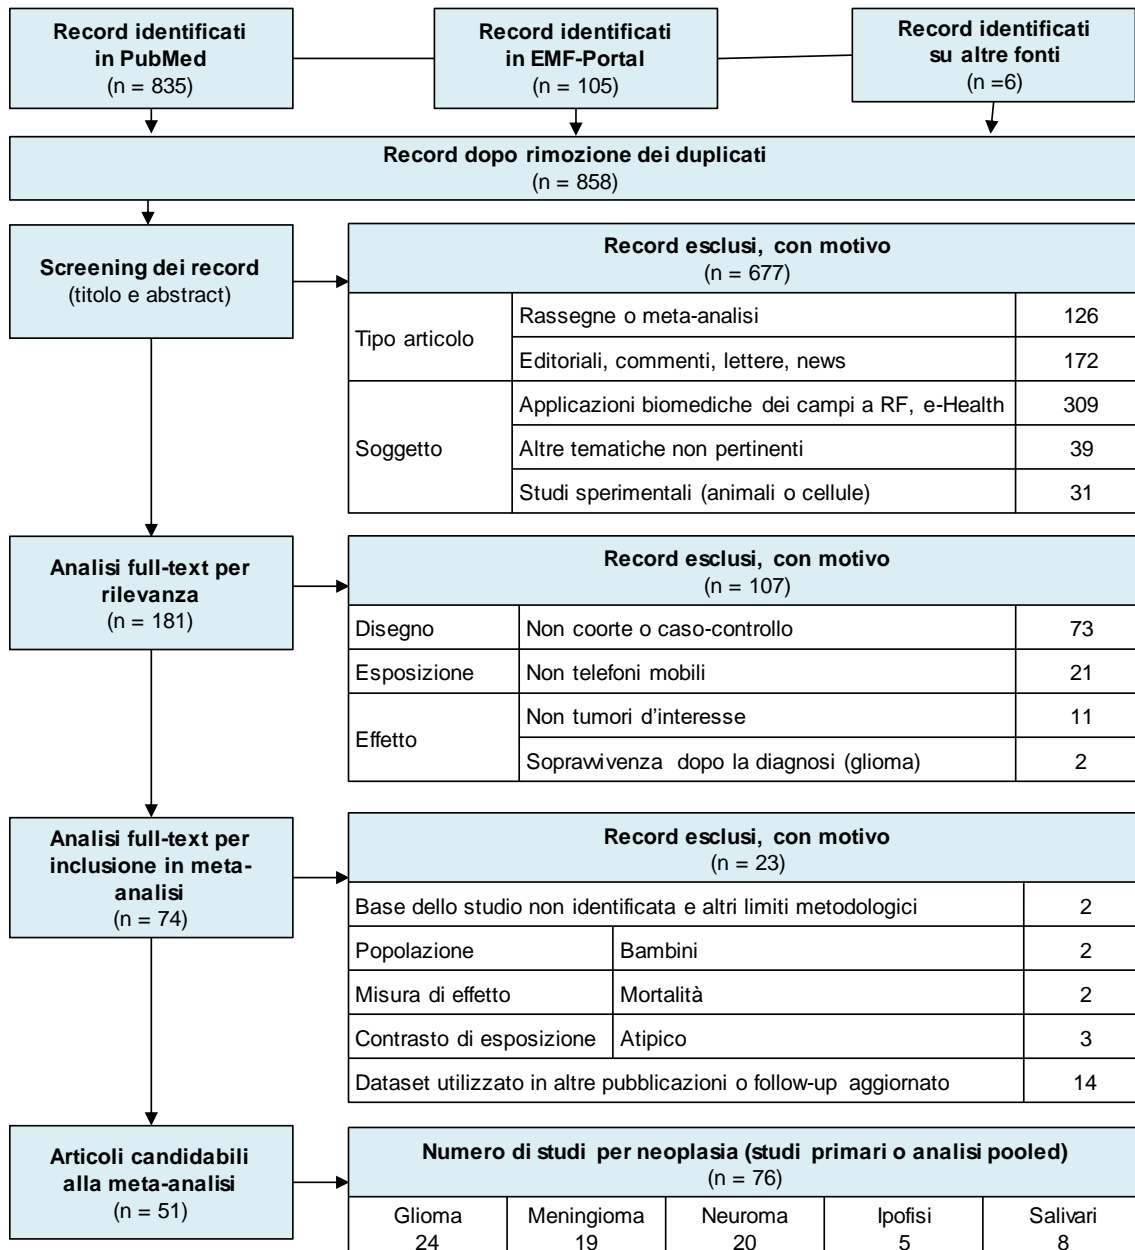 Record identificati
in PubMed
(n = 835)
Record identificati
in EMF-Portal
(n = 105)
Record identificati
su altre fonti
(n =6)
Record dopo rimozione dei duplicati
(n = 858)
Screening dei record
(titolo e abstract)
Record esclusi, con motivo
(n = 677)
Tipo articolo
Rassegne o meta-analisi 126
Editoriali, commenti, lettere, news 172
Soggetto
Applicazioni biomediche dei campi a RF, e-Health 309
Altre tematiche non pertinenti 39
Studi sperimentali (animali o cellule) 31
Analisi full-text per
rilevanza
(n = 181)
Record esclusi, con motivo
(n = 107)
Disegno Non coorte o caso-controllo 73
Esposizione Non telefoni mobili 21
Effetto
Non tumori d'interesse 11
Sopravvivenza dopo la diagnosi (glioma) 2
Analisi full-text per
inclusione in meta-
analisi
(n = 74)
Record esclusi, con motivo
(n = 23)
Base dello studio non identificata e altri limiti metodologici 2
Popolazione Bambini 2
Misura di effetto Mortalità 2
Contrasto di esposizione Atipico 3
Dataset utilizzato in altre pubblicazioni o follow-up aggiornato 14
Articoli candidabili
alla meta-analisi
(n = 51)
Numero di studi per neoplasia (studi primari o analisi pooled)
(n = 76)
Glioma Meningioma Neuroma Ipofisi Salivari
24 19 20 5 8